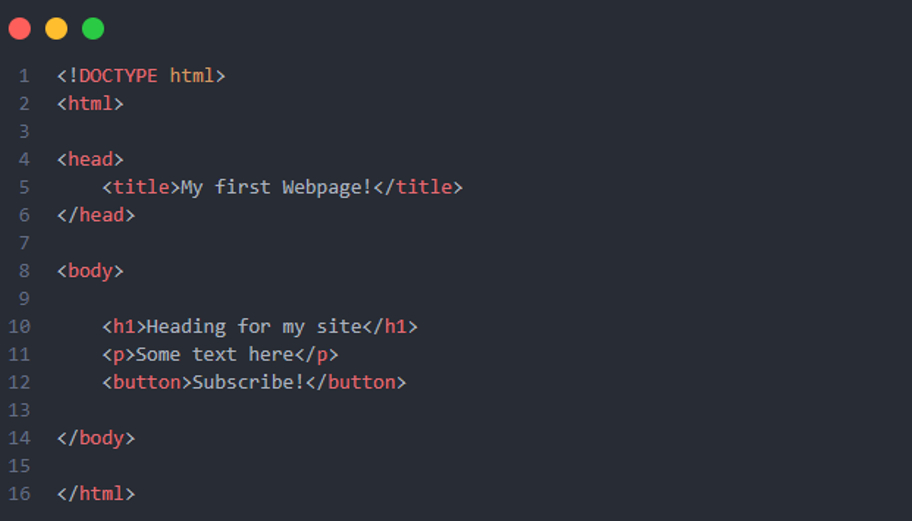 1 <!DOCTYPE html>
2 <html>
3
4 <head>
5     <title>My first Webpage!</title>
6 </head>
7
8 <body>
9
10     <h1>Heading for my site</h1>
11     <p>Some text here</p>
12     <button>Subscribe!</button>
13
14 </body>
15
16 </html>